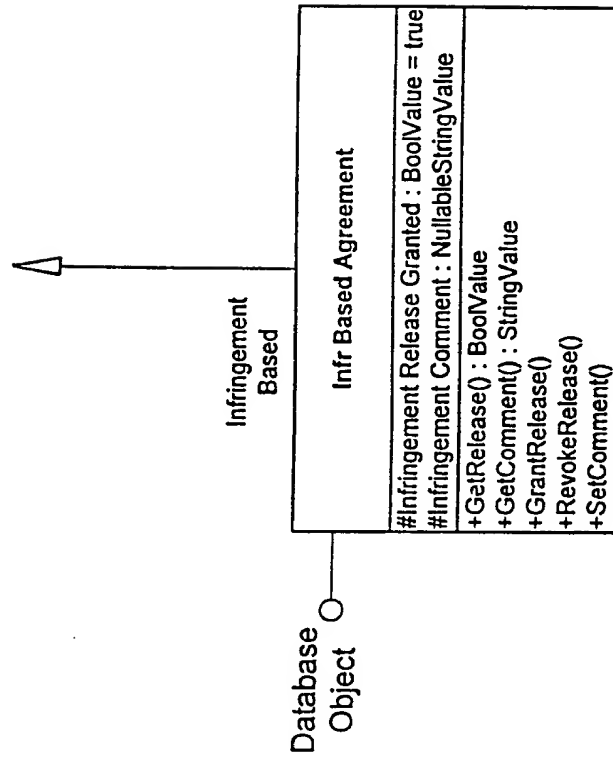 Infringement
Based
Database
Object
Infr Based Agreement
#Infringement Release Granted : BoolValue = true
#Infringement Comment : NullableStringValue
+GetRelease() : BoolValue
+GetComment() : StringValue
+GrantRelease()
+RevokeRelease()
+SetComment()